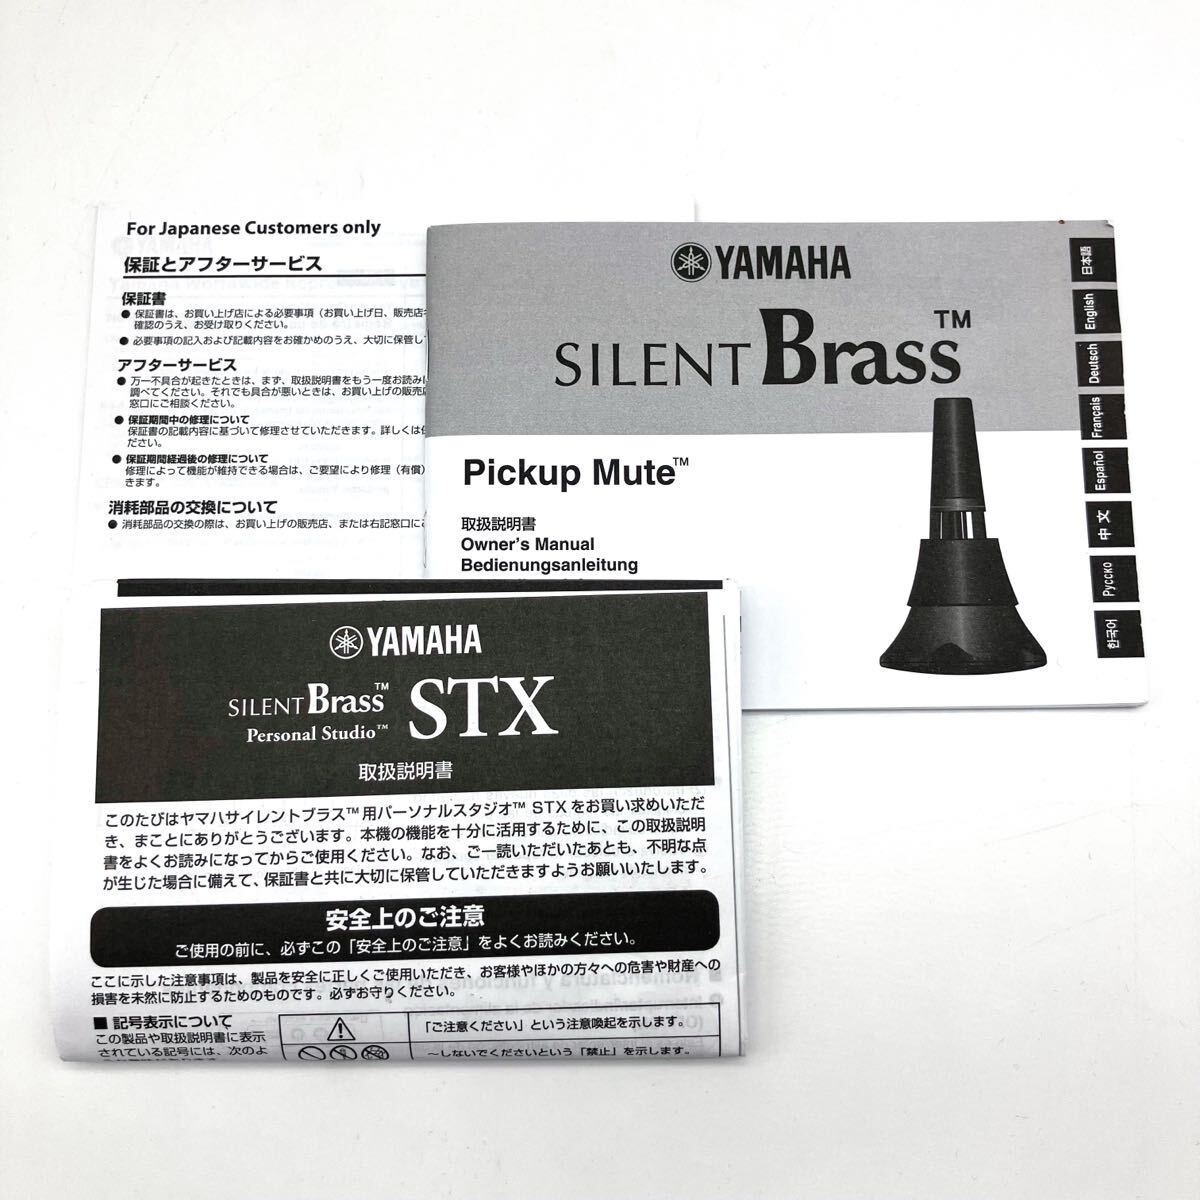 For Japanese Customers only
保証とアフターサービス
保証書
● 保証書は、お買い上げ店による必要事項（お買い上げ日、販売店
確認のうえ、お受け取りください。
● 必要事項の記入および記載内容をお確かめのうえ、大切に保管し
アフターサービス
● 万一不具合が起きたときは、まず、取扱説明書をもう一度お読み
調べてください。それでも具合が悪いときは、お買い上げの販売
窓口にご相談ください。
● 保証期間中の修理について
保証書の記載内容に基づいて修理させていただきます。詳しくは
ださい。
● 保証期間経過後の修理について
修理によって機能が維持できる場合は、ご要望により修理（有償）
きます。
消耗部品の交換について
● 消耗部品の交換の際は、お買い上げの販売店、または右記窓口に
YAMAHA
SILENT Brass™
Pickup Mute™
取扱説明書
Owner's Manual
Bedienungsanleitung
日本語
English
Deutsch
Français
Español
中文
Русско
한국어
YAMAHA
SILENT Brass™ STX
Personal Studio™
取扱説明書
このたびはヤマハサイレントブラス™用パーソナルスタジオ™ STXをお買い求めいただ
き、まことにありがとうございます。本機の機能を十分に活用するために、この取扱説明
書をよくお読みになってからご使用ください。なお、ご一読いただいたあとも、不明な点
が生じた場合に備えて、保証書と共に大切に保管していただきますようお願いいたします。
安全上のご注意
ご使用の前に、必ずこの「安全上のご注意」をよくお読みください。
ここに示した注意事項は、製品を安全に正しくご使用いただき、お客様やほかの方々への危害や財産への
損害を未然に防止するためのものです。必ずお守りください。
■ 記号表示について
この製品や取扱説明書に表示
されている記号には、次のよ
「ご注意ください」という注意喚起を示します。
～しないでくださいという「禁止」を示します。